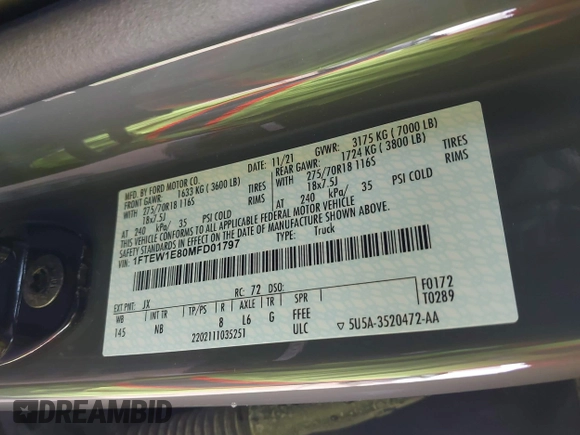 MFD. BY FORD MOTOR CO.
DATE: 11/21 GVWR: 3175 KG ( 7000 LB)
FRONT GAWR: 1633 KG ( 3600 LB) REAR GAWR: 1724 KG ( 3800 LB)
WITH 275/70R18 116S TIRES WITH 275/70R18 116S TIRES
18x7.5J RIMS 18x7.5J RIMS
AT 240 kPa/ 35 PSI COLD AT 240 kPa/ 35 PSI COLD
THIS VEHICLE CONFORMS TO ALL APPLICABLE FEDERAL MOTOR VEHICLE
SAFETY STANDARDS IN EFFECT ON THE DATE OF MANUFACTURE SHOWN ABOVE.
VIN: 1FTEW1E80MFD01797 TYPE: Truck
EXT PNT: JX RC: 72 DSO: F0172
WB INT TR TP/PS R AXLE TR SPR T0289
145 NB 8 L6 G FFEE
2202111035251 ULC ▽5U5A-3520472-AA
DREAMBID